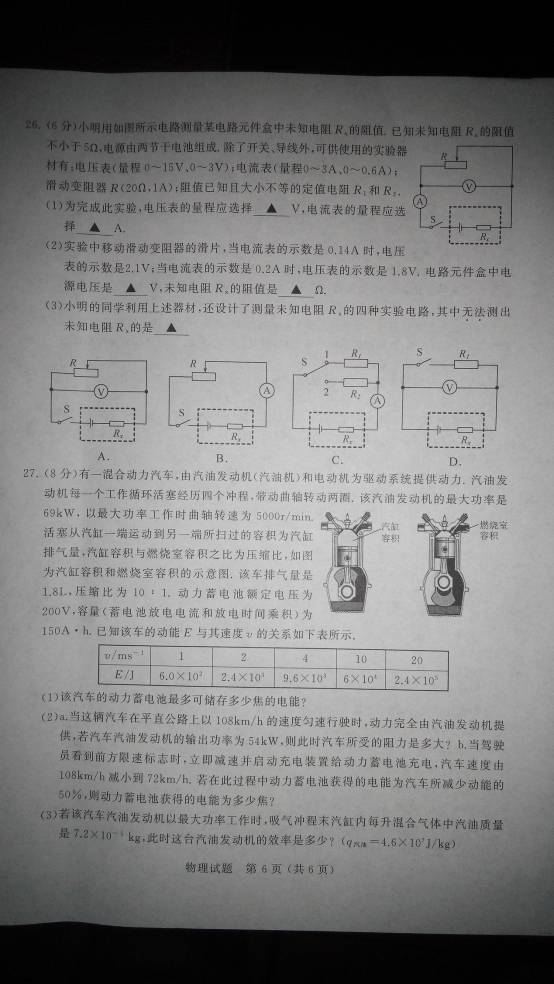 26. (6分)小明用如图所示电路测量某电路元件盒中未知电阻Rₓ的阻值. 已知未知电阻Rₓ的阻值
不小于5Ω,电源由两节干电池组成. 除了开关、导线外,可供使用的实验器
材有:电压表(量程0~15V、0~3V);电流表(量程0~3A、0~0.6A);
滑动变阻器R(20Ω,1A);阻值已知且大小不等的定值电阻R₁和R₂.
(1)为完成此实验,电压表的量程应选择 ▲ V,电流表的量程应选
择 ▲ A.
(2)实验中移动滑动变阻器的滑片,当电流表的示数是0.14A时,电压
表的示数是2.1V;当电流表的示数是0.2A时,电压表的示数是1.8V. 电路元件盒中电
源电压是 ▲ V,未知电阻Rₓ的阻值是 ▲ Ω.
(3)小明的同学利用上述器材,还设计了测量未知电阻Rₓ的四种实验电路,其中无法测出
未知电阻Rₓ的是 ▲
R
V
A
S
Rₓ
R
V
S
Rₓ
A.
R
A
S
Rₓ
B.
S
1
R₁
2
R₂
A
Rₓ
C.
S
R₁
V
Rₓ
D.
27. (8分)有一混合动力汽车,由汽油发动机(汽油机)和电动机为驱动系统提供动力. 汽油发
动机每一个工作循环活塞经历四个冲程,带动曲轴转动两圈. 该汽油发动机的最大功率是
69kW, 以最大功率工作时曲轴转速为5000r/min.
活塞从汽缸一端运动到另一端所扫过的容积为汽缸
排气量,汽缸容积与燃烧室容积之比为压缩比,如图
为汽缸容积和燃烧室容积的示意图. 该车排气量是
1.8L,压缩比为10∶1. 动力蓄电池额定电压为
200V,容量(蓄电池放电电流和放电时间乘积)为
150A·h. 已知该车的动能E与其速度v的关系如下表所示.
汽缸
容积
燃烧室
容积
v/ms⁻¹ 1 2 4 10 20
E/J 6.0×10² 2.4×10³ 9.6×10³ 6×10⁴ 2.4×10⁵
(1)该汽车的动力蓄电池最多可储存多少焦的电能?
(2)a.当这辆汽车在平直公路上以108km/h的速度匀速行驶时,动力完全由汽油发动机提
供,若汽车汽油发动机的输出功率为54kW,则此时汽车所受的阻力是多大? b.当驾驶
员看到前方限速标志时,立即减速并启动充电装置给动力蓄电池充电,汽车速度由
108km/h减小到72km/h. 若在此过程中动力蓄电池获得的电能为汽车所减少动能的
50%,则动力蓄电池获得的电能为多少焦?
(3)若该汽车汽油发动机以最大功率工作时,吸气冲程末汽缸内每升混合气体中汽油质量
是7.2×10⁻⁵kg,此时这台汽油发动机的效率是多少? (q汽油=4.6×10⁷J/kg)
物理试题 第6页(共6页)